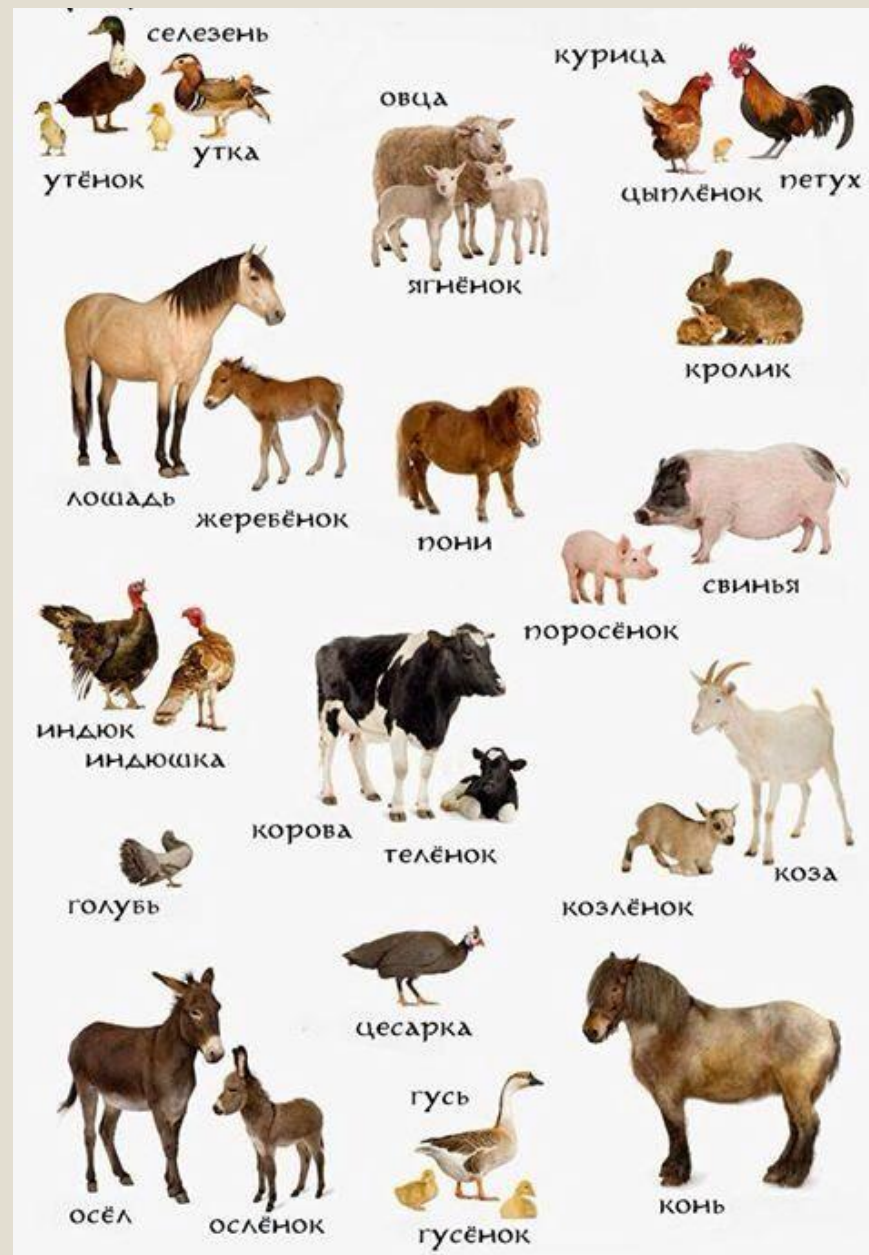 селезень
утка
утёнок
овца
ягнёнок
курица
цыплёнок
петух
лошадь
жеребёнок
кролик
пони
свинья
поросёнок
индюк
индюшка
корова
телёнок
коза
козлёнок
голубь
цесарка
осёл
ослёнок
гусь
гусёнок
конь